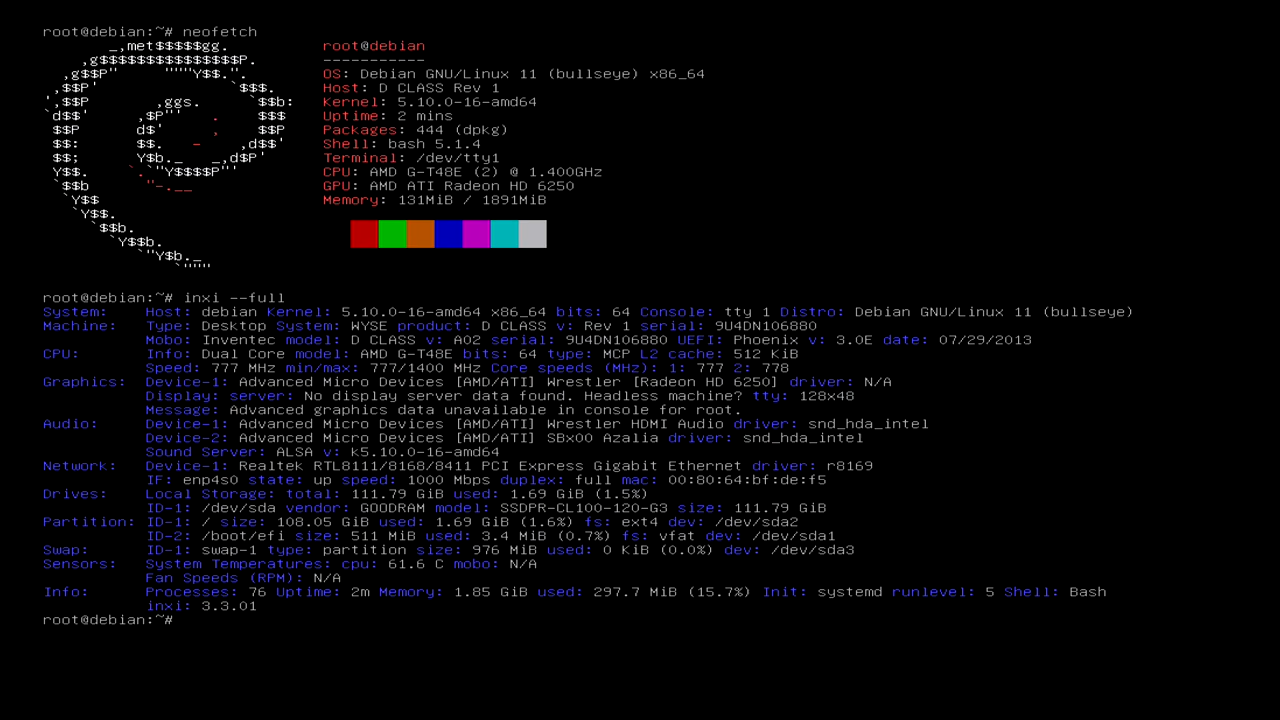 root@debian:~# neofetch
       _,met$$$$$gg.          root@debian
    ,g$$$$$$$$$$$$$$$P.       -----------
  ,g$$P"     """Y$$.".        OS: Debian GNU/Linux 11 (bullseye) x86_64
 ,$$P'              `$$$.     Host: D CLASS Rev 1
',$$P       ,ggs.     `$$b:   Kernel: 5.10.0-16-amd64
`d$$'     ,$P"'   .    $$$    Uptime: 2 mins
 $$P      d$'     ,    $$P    Packages: 444 (dpkg)
 $$:      $$.   -    ,d$$'    Shell: bash 5.1.4
 $$;      Y$b._   _,d$P'      Terminal: /dev/tty1
 Y$$.    `.`"Y$$$$P"'         CPU: AMD G-T48E (2) @ 1.400GHz
 `$$b      "-.__              GPU: AMD ATI Radeon HD 6250
  `Y$$                        Memory: 131MiB / 1891MiB
   `Y$$.
     `$$b.
       `Y$$b.
          `"Y$b._
              `"""
root@debian:~# inxi --full
System:    Host: debian Kernel: 5.10.0-16-amd64 x86_64 bits: 64 Console: tty 1 Distro: Debian GNU/Linux 11 (bullseye)
Machine:   Type: Desktop System: WYSE product: D CLASS v: Rev 1 serial: 9U4DN106880
           Mobo: Inventec model: D CLASS v: A02 serial: 9U4DN106880 UEFI: Phoenix v: 3.0E date: 07/29/2013
CPU:       Info: Dual Core model: AMD G-T48E bits: 64 type: MCP L2 cache: 512 KiB
           Speed: 777 MHz min/max: 777/1400 MHz Core speeds (MHz): 1: 777 2: 778
Graphics:  Device-1: Advanced Micro Devices [AMD/ATI] Wrestler [Radeon HD 6250] driver: N/A
           Display: server: No display server data found. Headless machine? tty: 128x48
           Message: Advanced graphics data unavailable in console for root.
Audio:     Device-1: Advanced Micro Devices [AMD/ATI] Wrestler HDMI Audio driver: snd_hda_intel
           Device-2: Advanced Micro Devices [AMD/ATI] SBx00 Azalia driver: snd_hda_intel
           Sound Server: ALSA v: k5.10.0-16-amd64
Network:   Device-1: Realtek RTL8111/8168/8411 PCI Express Gigabit Ethernet driver: r8169
           IF: enp4s0 state: up speed: 1000 Mbps duplex: full mac: 00:80:64:bf:de:f5
Drives:    Local Storage: total: 111.79 GiB used: 1.69 GiB (1.5%)
           ID-1: /dev/sda vendor: GOODRAM model: SSDPR-CL100-120-G3 size: 111.79 GiB
Partition: ID-1: / size: 108.05 GiB used: 1.69 GiB (1.6%) fs: ext4 dev: /dev/sda2
           ID-2: /boot/efi size: 511 MiB used: 3.4 MiB (0.7%) fs: vfat dev: /dev/sda1
Swap:      ID-1: swap-1 type: partition size: 976 MiB used: 0 KiB (0.0%) dev: /dev/sda3
Sensors:   System Temperatures: cpu: 61.6 C mobo: N/A
           Fan Speeds (RPM): N/A
Info:      Processes: 76 Uptime: 2m Memory: 1.85 GiB used: 297.7 MiB (15.7%) Init: systemd runlevel: 5 Shell: Bash
           inxi: 3.3.01
root@debian:~#